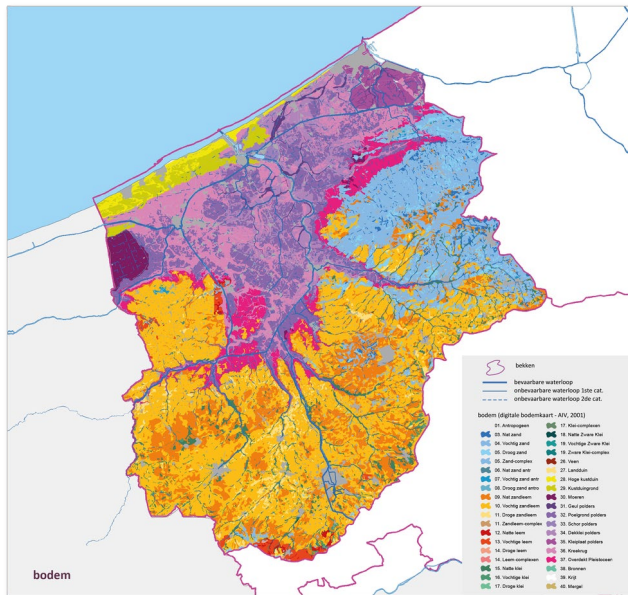 bekken
bevaarbare waterloop
onbevaarbare waterloop 1ste cat.
onbevaarbare waterloop 2de cat.
bodem (digitale bodemkaart - AIV, 2001)
01. Antropogeen
03. Nat zand
04. Vochtig zand
05. Droog zand
05. Zand-complex
06. Nat zand antr
07. Vochtig zand antr
08. Droog zand antro
09. Nat zandleem
10. Vochtig zandleem
11. Droge zandleem
11. Zandleem-complex
12. Natte leem
13. Vochtige leem
14. Droge leem
14. Leem-complexen
15. Natte klei
16. Vochtige klei
17. Droge klei
17. Klei-complexen
18. Natte Zware Klei
19. Vochtige Zware Klei
19. Zware Klei-complex
26. Veen
27. Landduin
28. Hoge kustduin
29. Kustduingrond
30. Moeren
31. Geul polders
32. Poelgrond polders
33. Schor polders
34. Dekklei polders
35. Kleiplaat polders
36. Kreekrug
37. Overdekt Pleistoceen
38. Bronnen
39. Krijt
40. Mergel
bodem